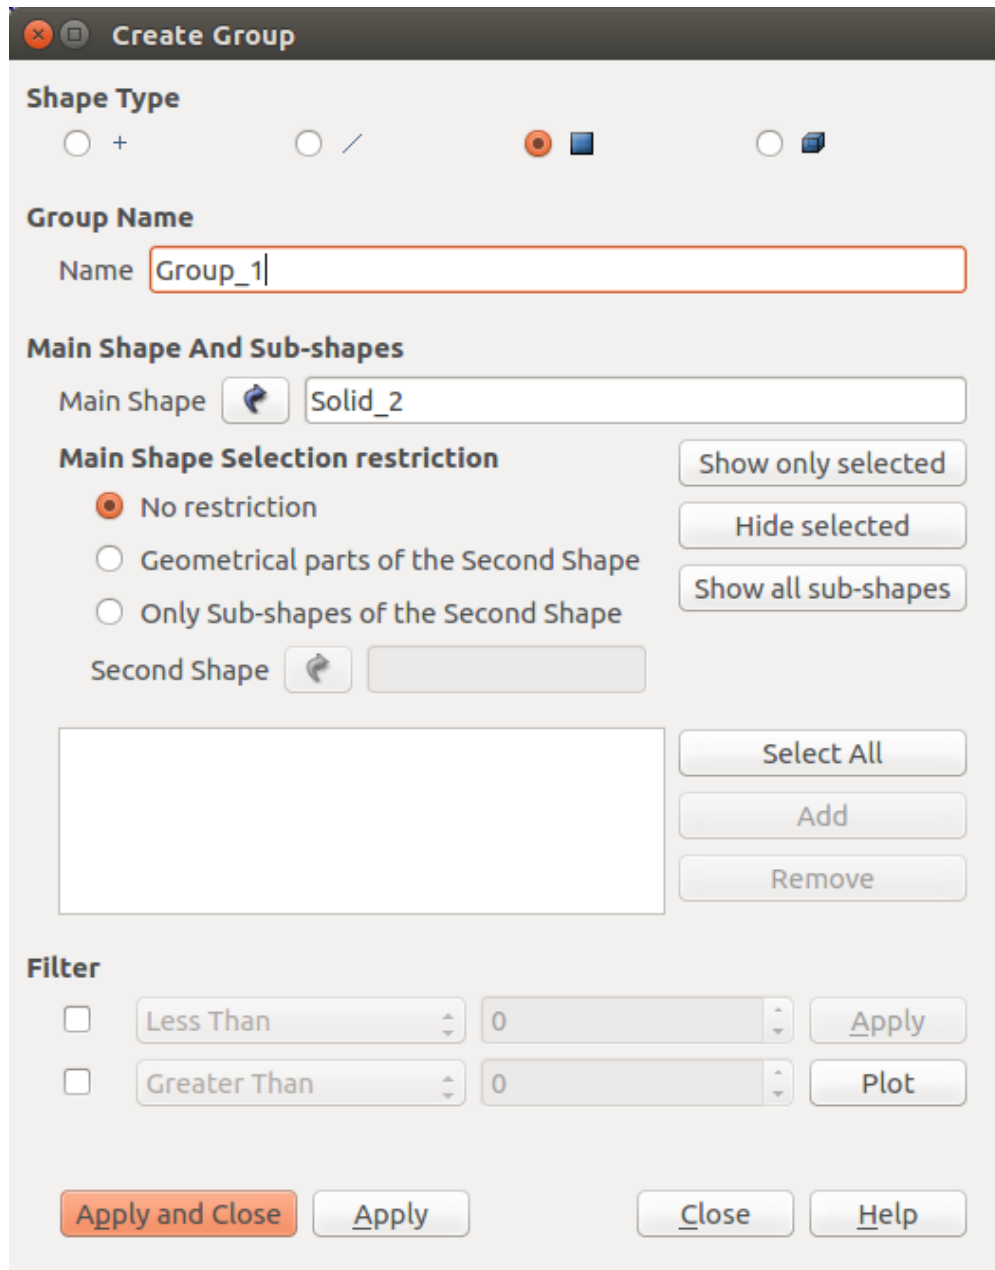 Create Group
Shape Type
Group Name
Name Group_1
Main Shape And Sub-shapes
Main Shape Solid_2
Main Shape Selection restriction
Show only selected
No restriction
Hide selected
Geometrical parts of the Second Shape
Show all sub-shapes
Only Sub-shapes of the Second Shape
Second Shape
Select All
Add
Remove
Filter
Less Than 0 Apply
Greater Than 0 Plot
Apply and Close Apply Close Help